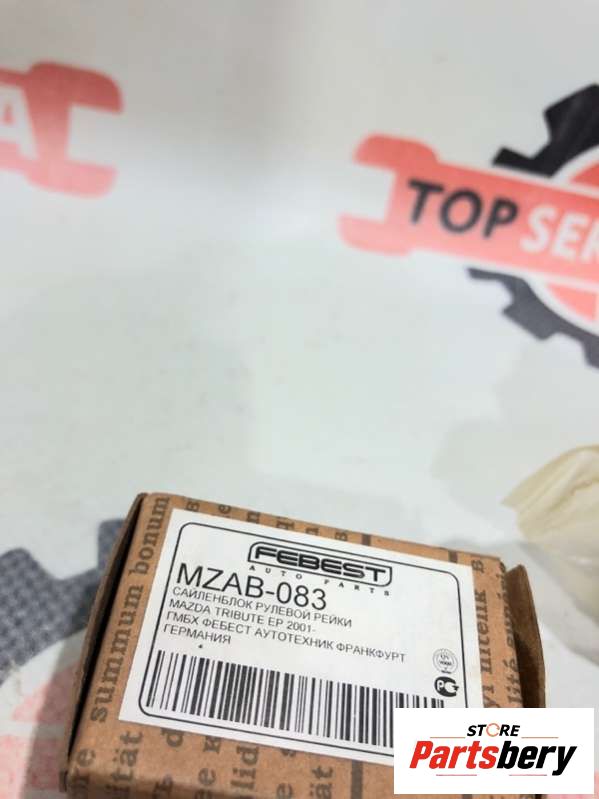 TOP SER
FEBEST
AUTO PARTS
MZAB-083
САЙЛЕНБЛОК РУЛЕВОЙ РЕЙКИ
MAZDA TRIBUTE EP 2001-
ГМБХ ФЕБЕСТ АУТОТЕХНИК ФРАНКФУРТ
ГЕРМАНИЯ
summum bonum
STORE
Partsbery